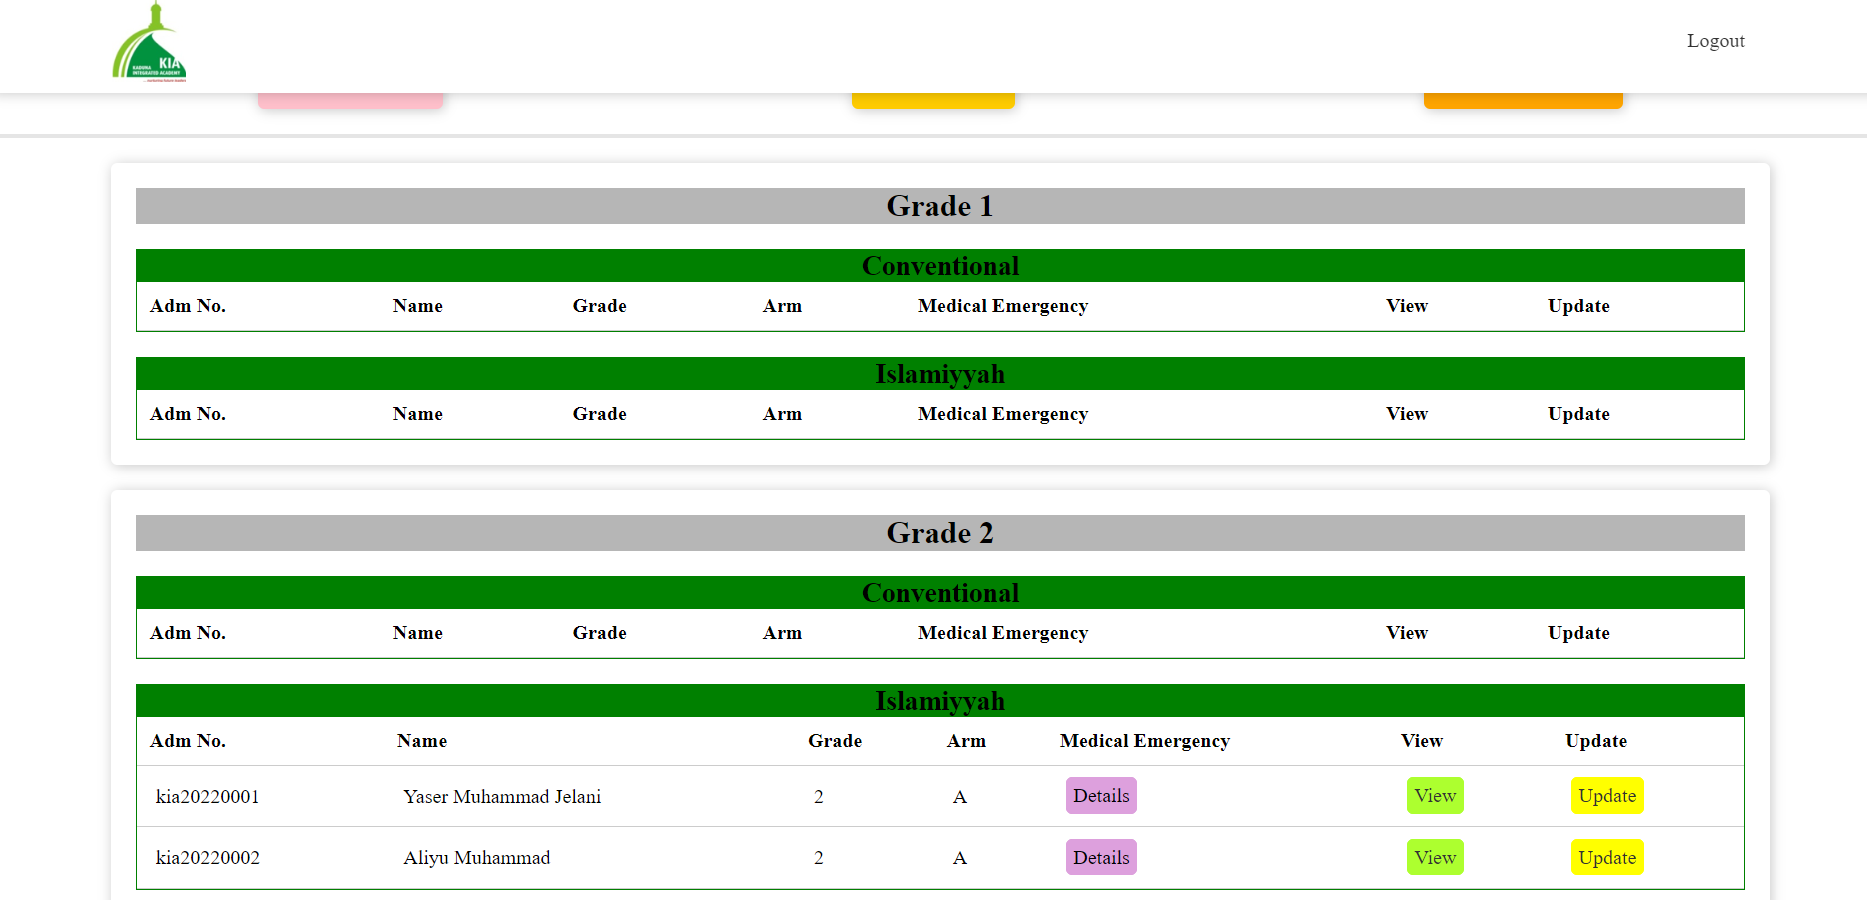 KIA
KADUNA
INTEGRATED ACADEMY
Logout
Grade 1
Conventional
Adm No. Name Grade Arm Medical Emergency View Update
Islamiyyah
Adm No. Name Grade Arm Medical Emergency View Update
Grade 2
Conventional
Adm No. Name Grade Arm Medical Emergency View Update
Islamiyyah
Adm No. Name Grade Arm Medical Emergency View Update
kia20220001 Yaser Muhammad Jelani 2 A Details View Update
kia20220002 Aliyu Muhammad 2 A Details View Update